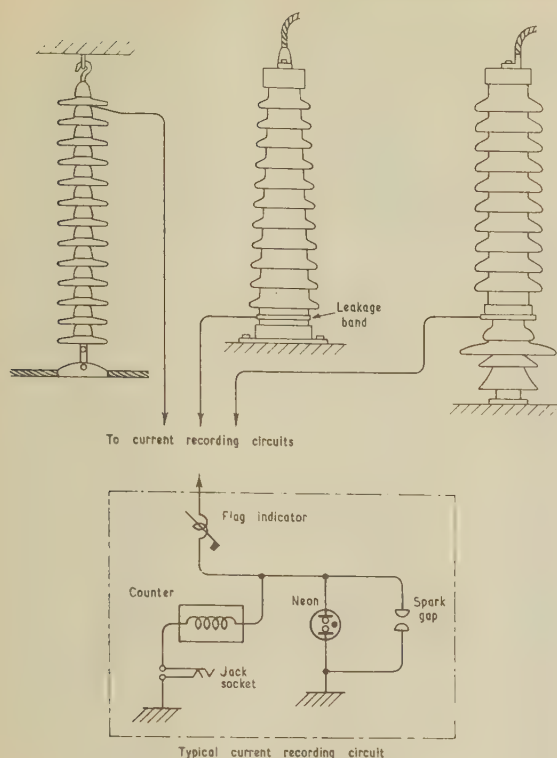 Leakage
band
To current recording circuits
Flag indicator
Counter
Neon
Spark
gap
Jack
socket
Typical current recording circuit